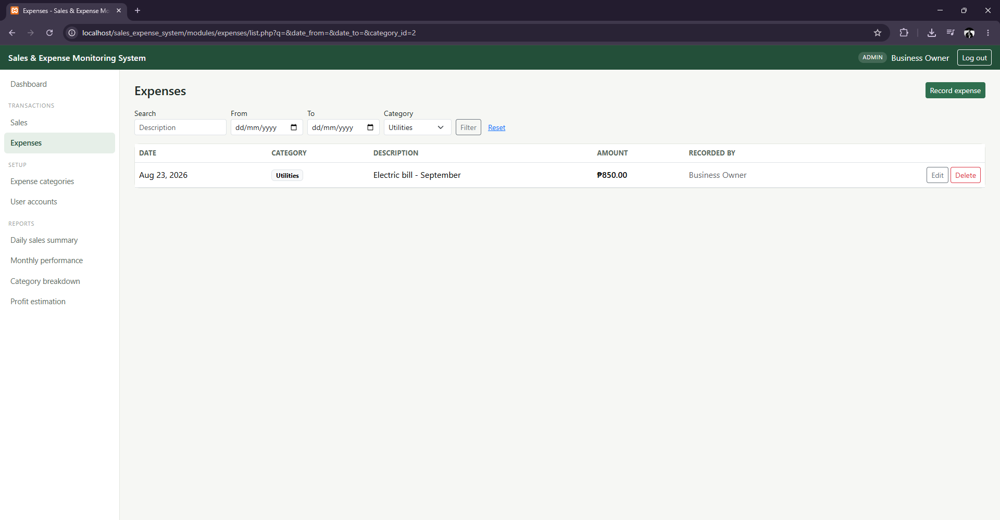 Expenses - Sales & Expense Mo
localhost/sales_expense_system/modules/expenses/list.php?q=&date_from=&date_to=&category_id=2
Sales & Expense Monitoring System
ADMIN Business Owner Log out
Dashboard
TRANSACTIONS
Sales
Expenses
SETUP
Expense categories
User accounts
REPORTS
Daily sales summary
Monthly performance
Category breakdown
Profit estimation
Expenses
Record expense
Search From To Category
Description dd/mm/yyyy dd/mm/yyyy Utilities Filter Reset
DATE CATEGORY DESCRIPTION AMOUNT RECORDED BY
Aug 23, 2026 Utilities Electric bill - September ₱850.00 Business Owner Edit Delete